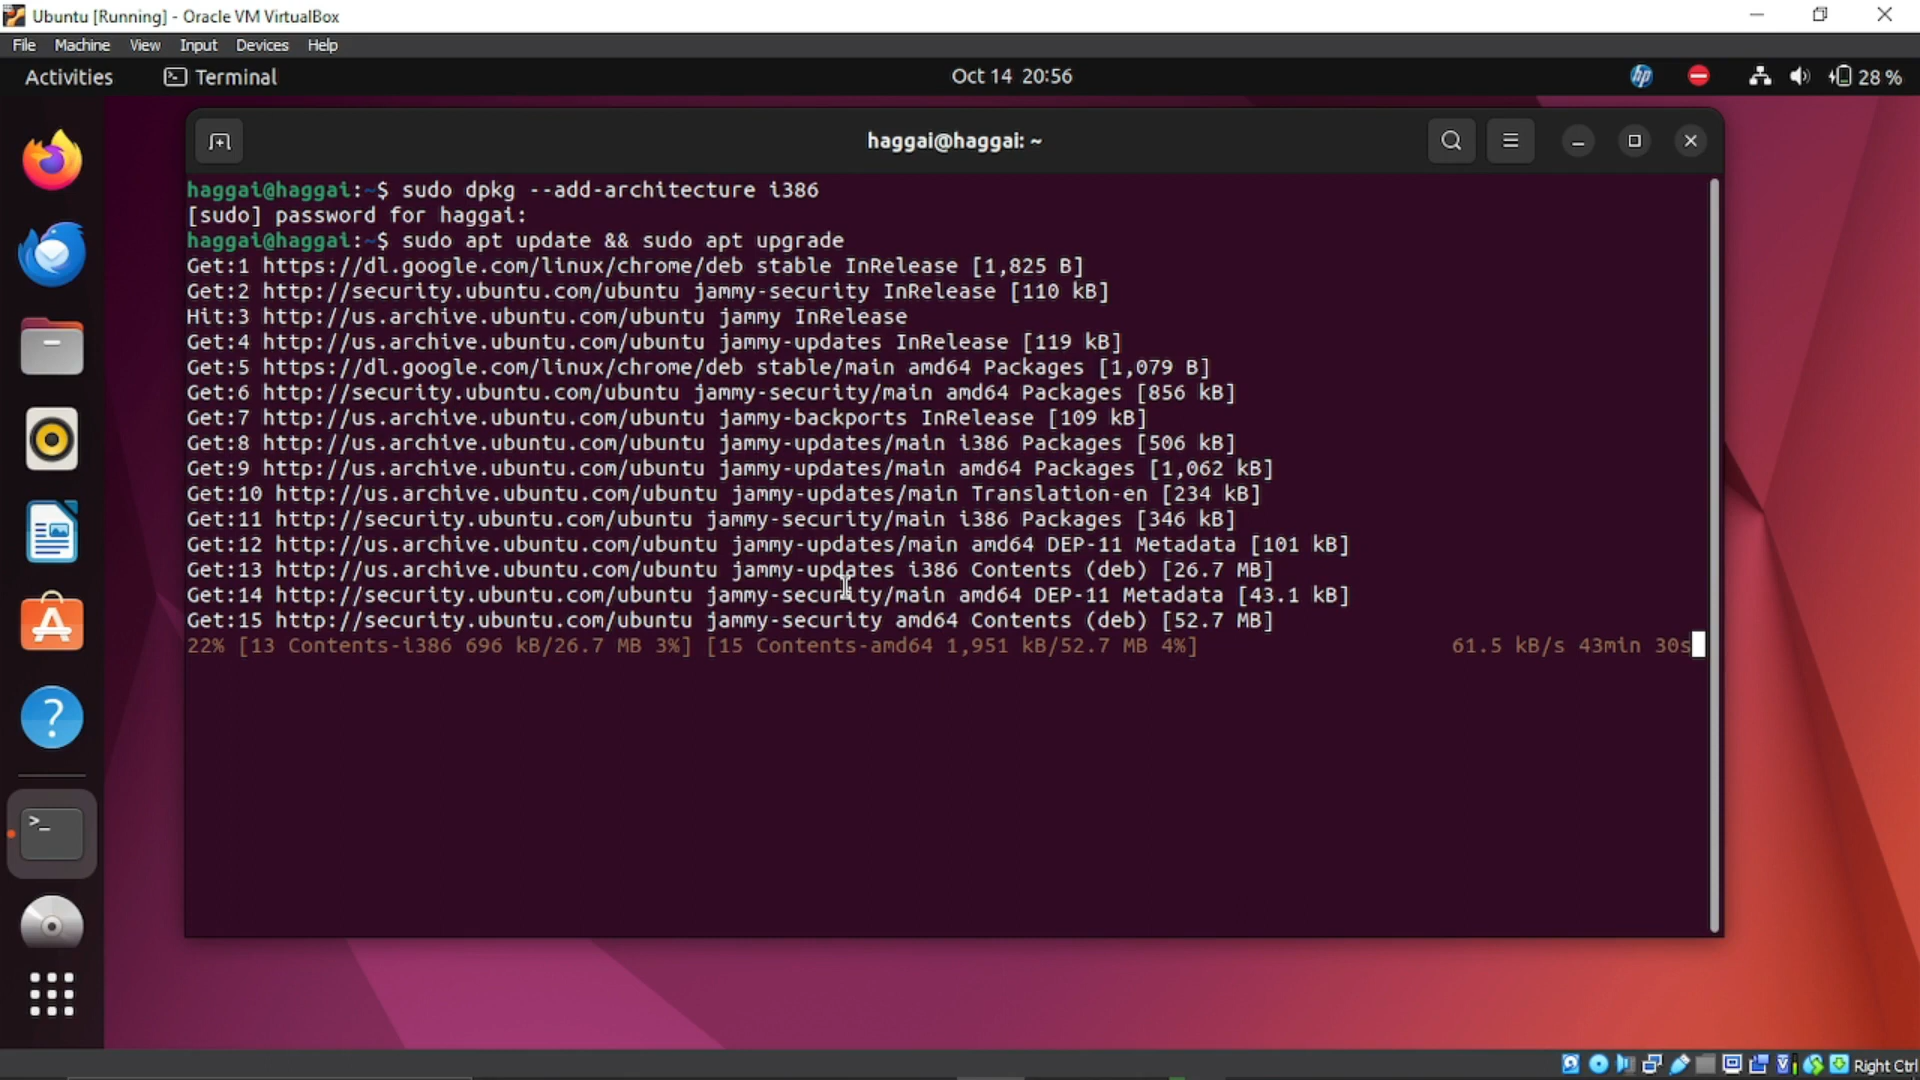 Ubuntu [Running] - Oracle VM VirtualBox
File Machine View Input Devices Help
Activities Terminal Oct 14 20:56 hp 28 %
haggai@haggai: ~
haggai@haggai:~$ sudo dpkg --add-architecture i386
[sudo] password for haggai:
haggai@haggai:~$ sudo apt update && sudo apt upgrade
Get:1 https://dl.google.com/linux/chrome/deb stable InRelease [1,825 B]
Get:2 http://security.ubuntu.com/ubuntu jammy-security InRelease [110 kB]
Hit:3 http://us.archive.ubuntu.com/ubuntu jammy InRelease
Get:4 http://us.archive.ubuntu.com/ubuntu jammy-updates InRelease [119 kB]
Get:5 https://dl.google.com/linux/chrome/deb stable/main amd64 Packages [1,079 B]
Get:6 http://security.ubuntu.com/ubuntu jammy-security/main amd64 Packages [856 kB]
Get:7 http://us.archive.ubuntu.com/ubuntu jammy-backports InRelease [109 kB]
Get:8 http://us.archive.ubuntu.com/ubuntu jammy-updates/main i386 Packages [506 kB]
Get:9 http://us.archive.ubuntu.com/ubuntu jammy-updates/main amd64 Packages [1,062 kB]
Get:10 http://us.archive.ubuntu.com/ubuntu jammy-updates/main Translation-en [234 kB]
Get:11 http://security.ubuntu.com/ubuntu jammy-security/main i386 Packages [346 kB]
Get:12 http://us.archive.ubuntu.com/ubuntu jammy-updates/main amd64 DEP-11 Metadata [101 kB]
Get:13 http://us.archive.ubuntu.com/ubuntu jammy-updates i386 Contents (deb) [26.7 MB]
Get:14 http://security.ubuntu.com/ubuntu jammy-security/main amd64 DEP-11 Metadata [43.1 kB]
Get:15 http://security.ubuntu.com/ubuntu jammy-security amd64 Contents (deb) [52.7 MB]
22% [13 Contents-i386 696 kB/26.7 MB 3%] [15 Contents-amd64 1,951 kB/52.7 MB 4%] 61.5 kB/s 43min 30s
Right Ctrl